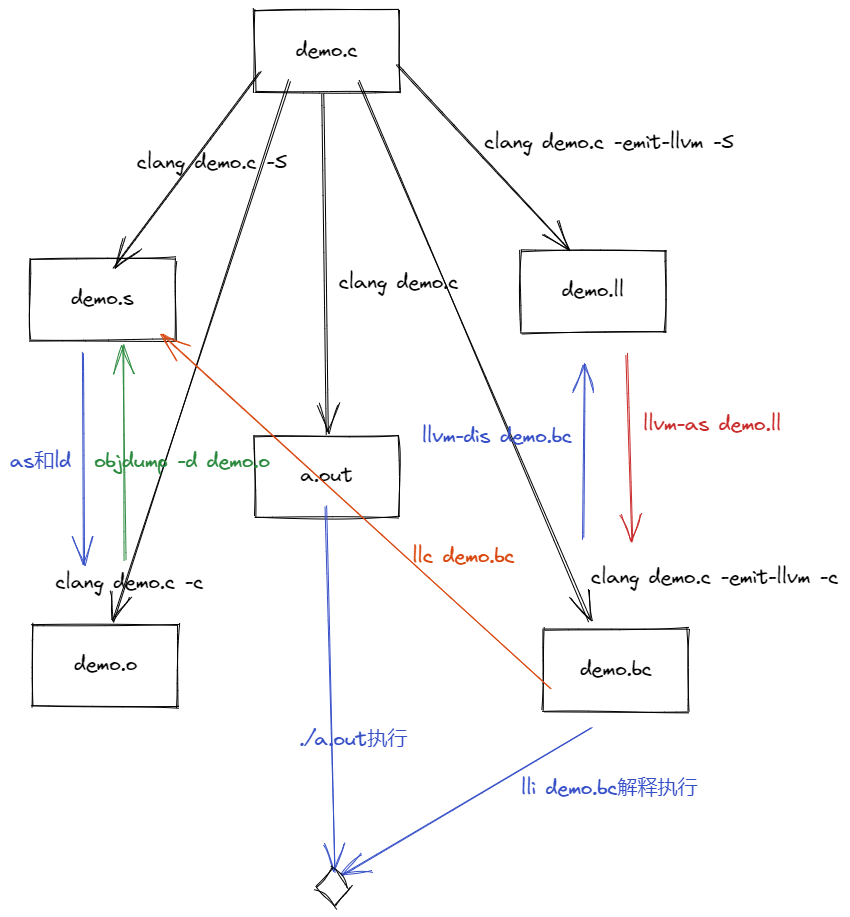 demo.c
clang demo.c -emit-llvm -S
clang demo.c -S
clang demo.c
demo.s
demo.ll
llvm-as demo.ll
llvm-dis demo.bc
as和ld
objdump -d demo.o
a.out
llc demo.bc
clang demo.c -c
clang demo.c -emit-llvm -c
demo.o
demo.bc
./a.out执行
lli demo.bc解释执行